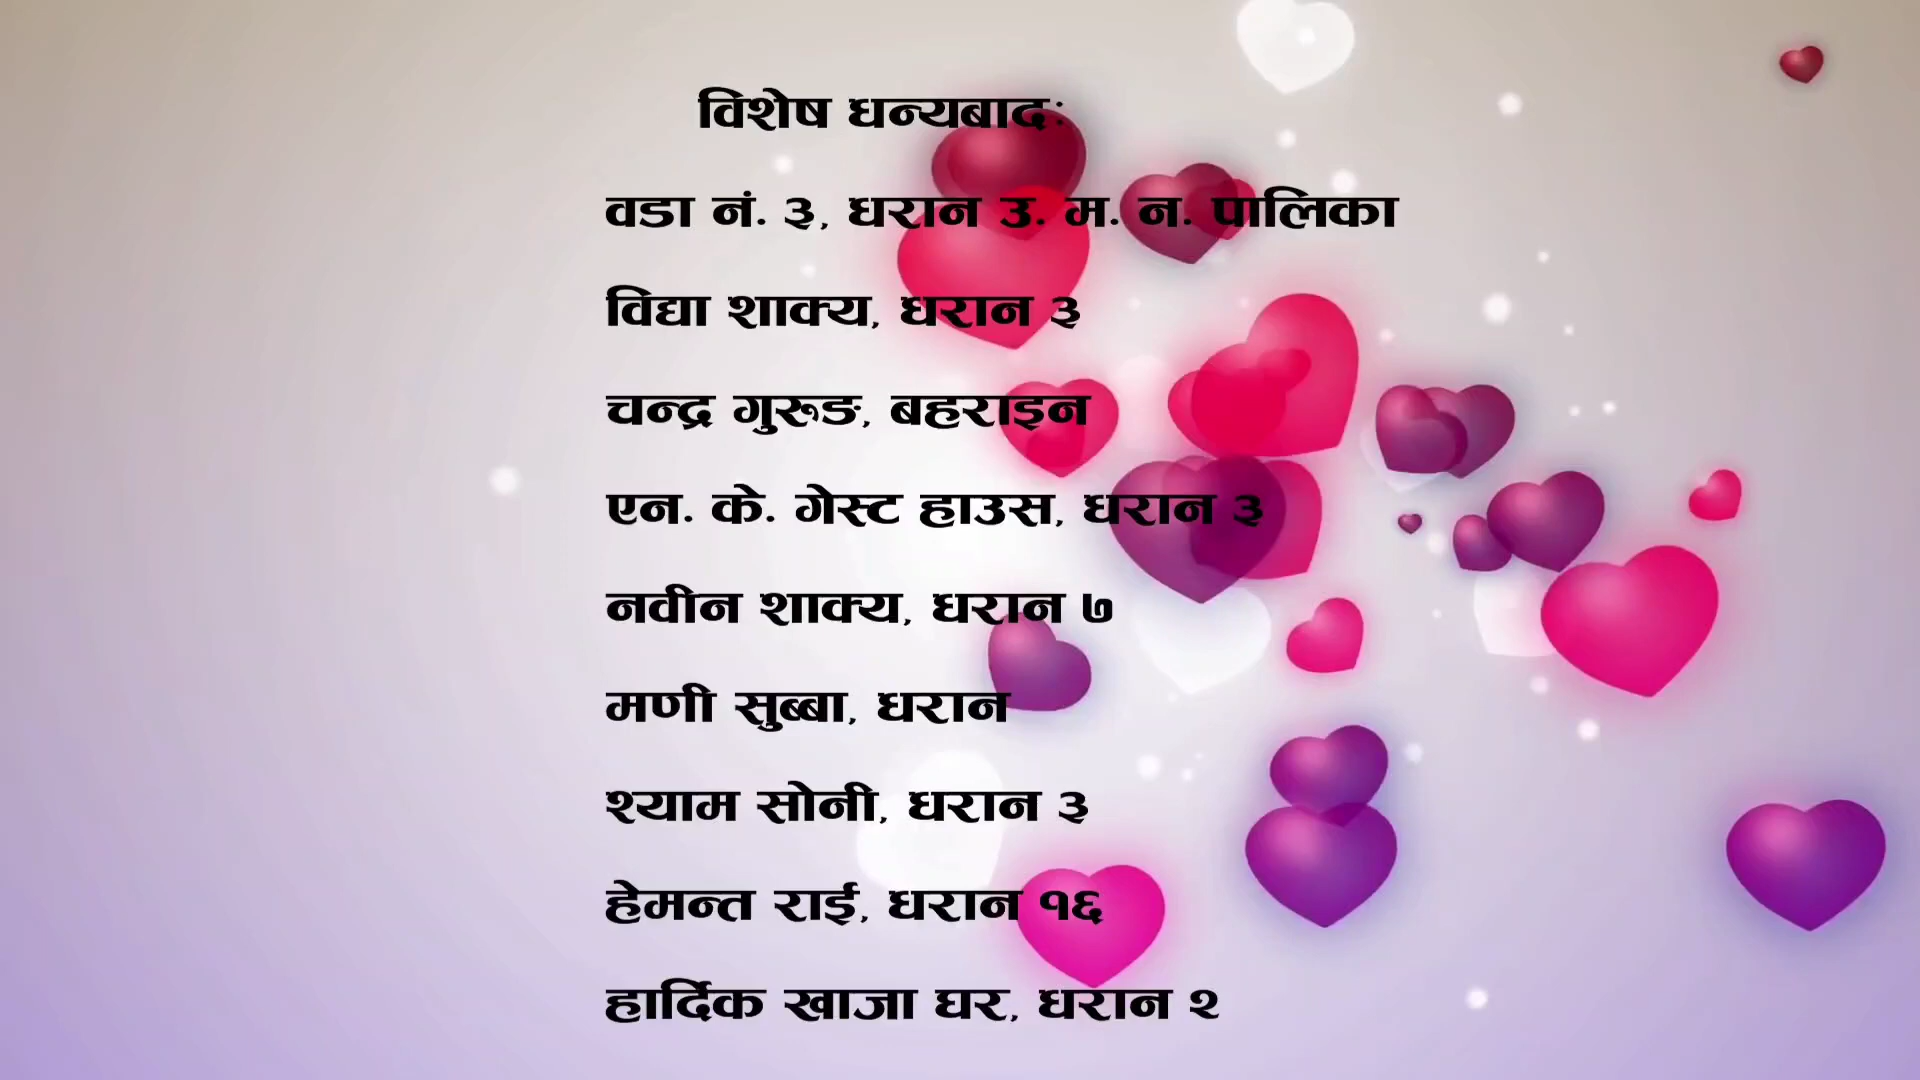 विशेष धन्यबादः
वडा नं. ३, धरान उ. म. न. पालिका
विद्या शाक्य, धरान ३
चन्द्र गुरुङ, बहराइन
एन. के. गेस्ट हाउस, धरान ३
नवीन शाक्य, धरान ७
मणी सुब्बा, धरान
श्याम सोनी, धरान ३
हेमन्त राई, धरान १६
हार्दिक खाजा घर, धरान २